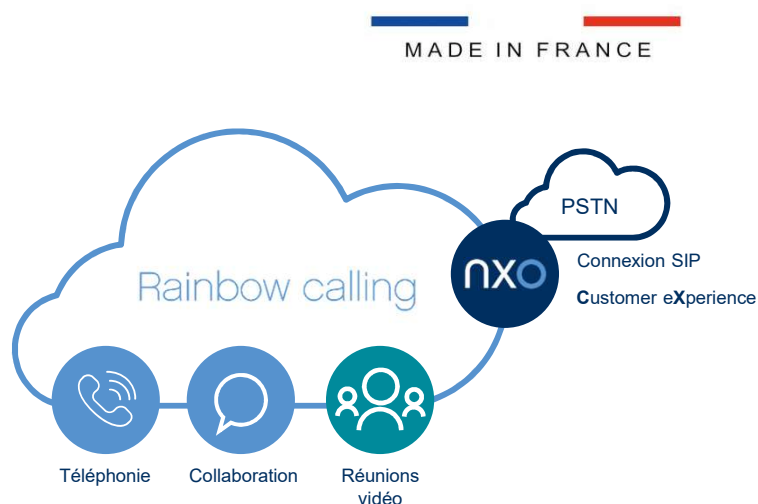 MADE IN FRANCE
PSTN
nxo
Connexion SIP
Rainbow calling
Customer eXperience
Téléphonie
Collaboration
Réunions
vidéo